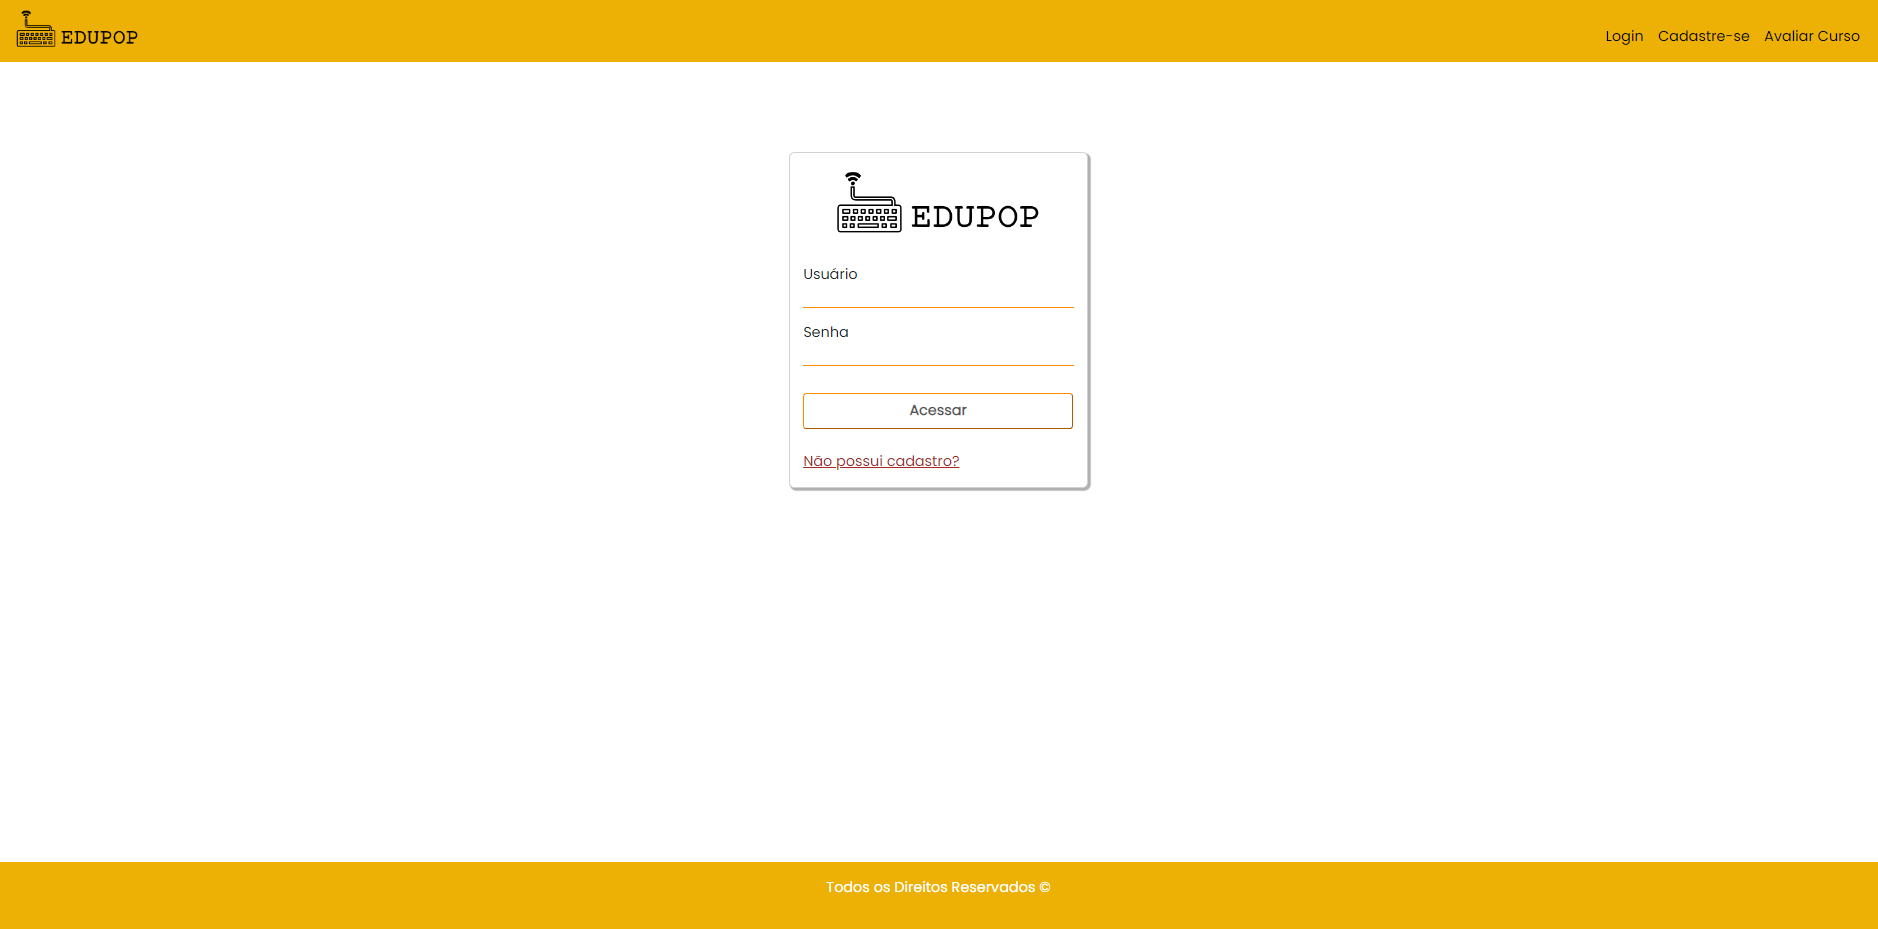 EDUPOP
Login Cadastre-se Avaliar Curso
EDUPOP
Usuário
Senha
Acessar
Não possui cadastro?
Todos os Direitos Reservados ©